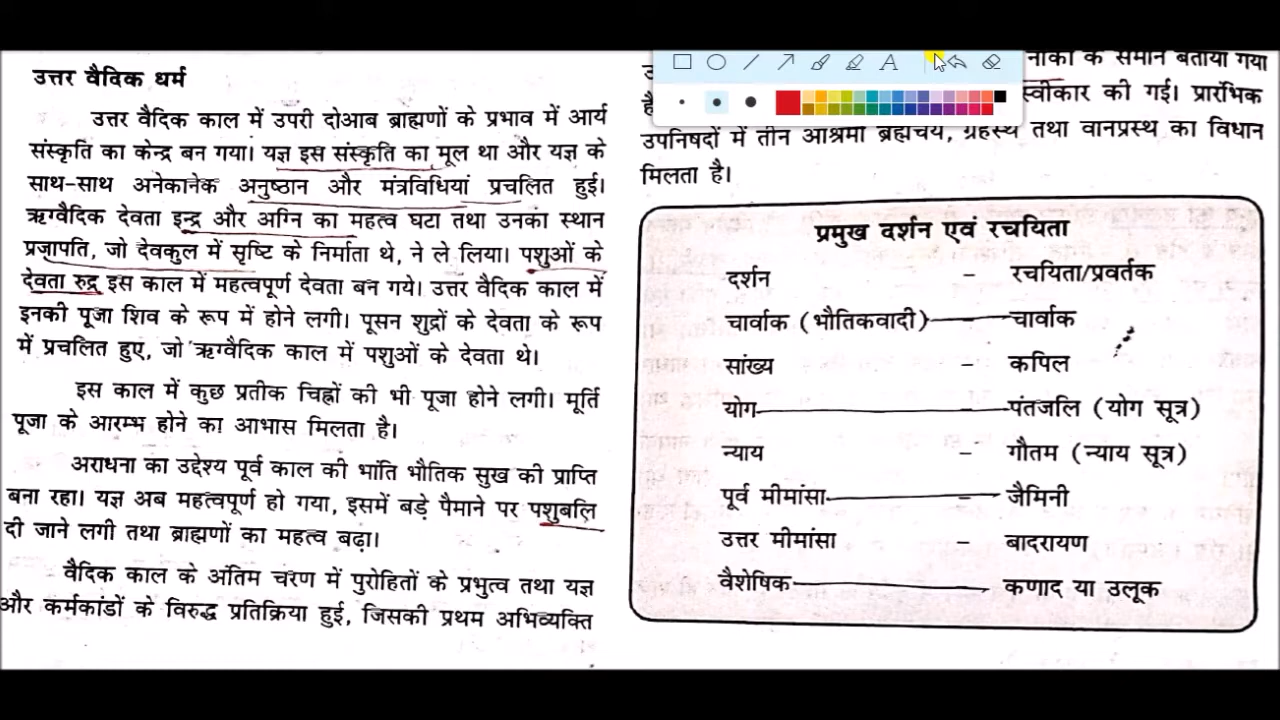 उत्तर वैदिक धर्म
उत्तर वैदिक काल में उपरी दोआब ब्राह्मणों के प्रभाव में आर्य
संस्कृति का केन्द्र बन गया। यज्ञ इस संस्कृति का मूल था और यज्ञ के
साथ-साथ अनेकानेक अनुष्ठान और मंत्रविधियां प्रचलित हुई।
ऋग्वैदिक देवता इन्द्र और अग्नि का महत्व घटा तथा उनका स्थान
प्रजापति, जो देवकुल में सृष्टि के निर्माता थे, ने ले लिया। पशुओं के
देवता रुद्र इस काल में महत्वपूर्ण देवता बन गये। उत्तर वैदिक काल में
इनकी पूजा शिव के रूप में होने लगी। पूसन शुद्रों के देवता के रूप
में प्रचलित हुए, जो ऋग्वैदिक काल में पशुओं के देवता थे।
इस काल में कुछ प्रतीक चिह्नों की भी पूजा होने लगी। मूर्ति
पूजा के आरम्भ होने का आभास मिलता है।
अराधना का उद्देश्य पूर्व काल की भांति भौतिक सुख की प्राप्ति
बना रहा। यज्ञ अब महत्वपूर्ण हो गया, इसमें बड़े पैमाने पर पशुबलि
दी जाने लगी तथा ब्राह्मणों का महत्व बढ़ा।
वैदिक काल के अंतिम चरण में पुरोहितों के प्रभुत्व तथा यज्ञ
और कर्मकांडों के विरुद्ध प्रतिक्रिया हुई, जिसकी प्रथम अभिव्यक्ति
के समान बताया गया
स्वीकार की गई। प्रारंभिक
उपनिषदों में तीन आश्रमों ब्रह्मचर्य, ग्रहस्थ तथा वानप्रस्थ का विधान
मिलता है।
प्रमुख दर्शन एवं रचयिता
दर्शन - रचयिता/प्रवर्तक
चार्वाक (भौतिकवादी) - चार्वाक
सांख्य - कपिल
योग - पंतजलि (योग सूत्र)
न्याय - गौतम (न्याय सूत्र)
पूर्व मीमांसा - जैमिनी
उत्तर मीमांसा - बादरायण
वैशेषिक - कणाद या उलूक